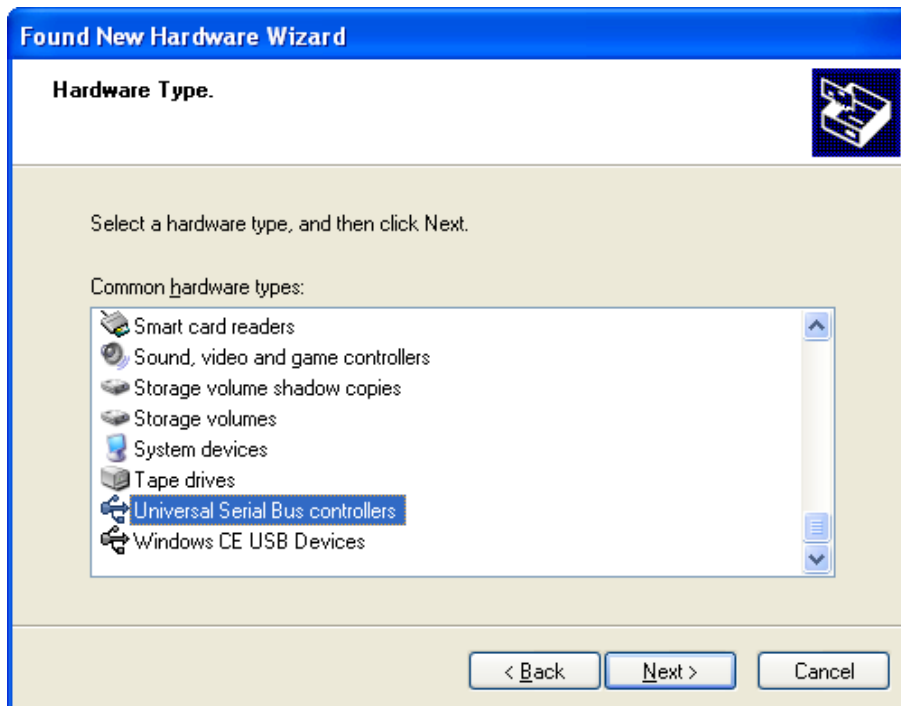 Found New Hardware Wizard
Hardware Type.
Select a hardware type, and then click Next.
Common hardware types:
Smart card readers
Sound, video and game controllers
Storage volume shadow copies
Storage volumes
System devices
Tape drives
Universal Serial Bus controllers
Windows CE USB Devices
< Back Next > Cancel